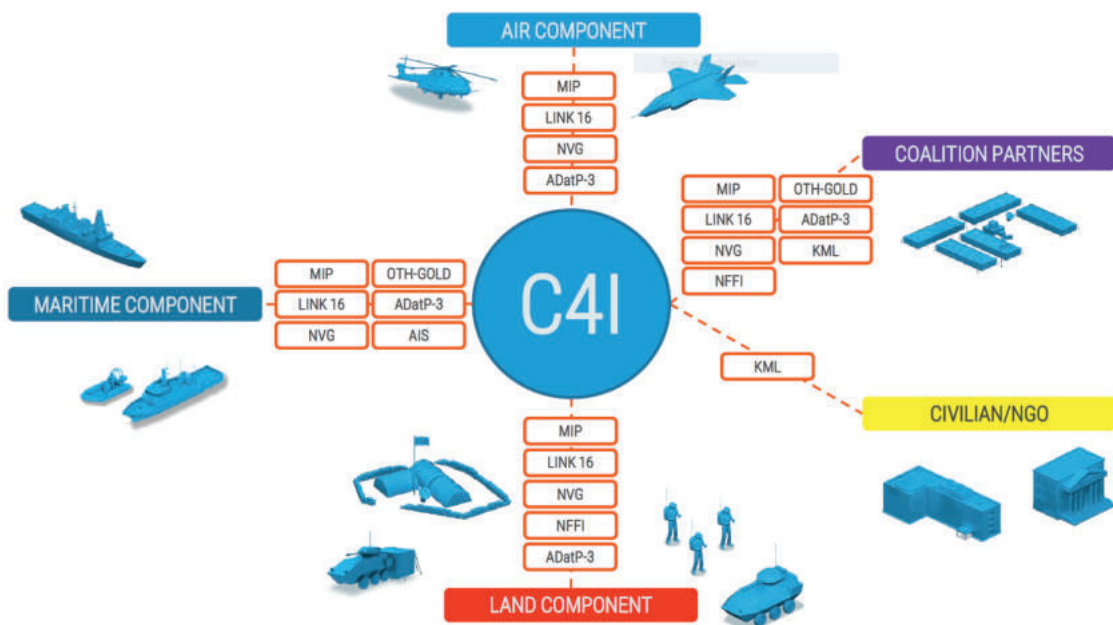 AIR COMPONENT
MIP
LINK 16
NVG
ADatP-3
COALITION PARTNERS
MIP OTH-GOLD
LINK 16 ADatP-3
NVG KML
NFFI
C4I
MIP OTH-GOLD
MARITIME COMPONENT LINK 16 ADatP-3
NVG AIS
KML
CIVILIAN/NGO
MIP
LINK 16
NVG
NFFI
ADatP-3
LAND COMPONENT